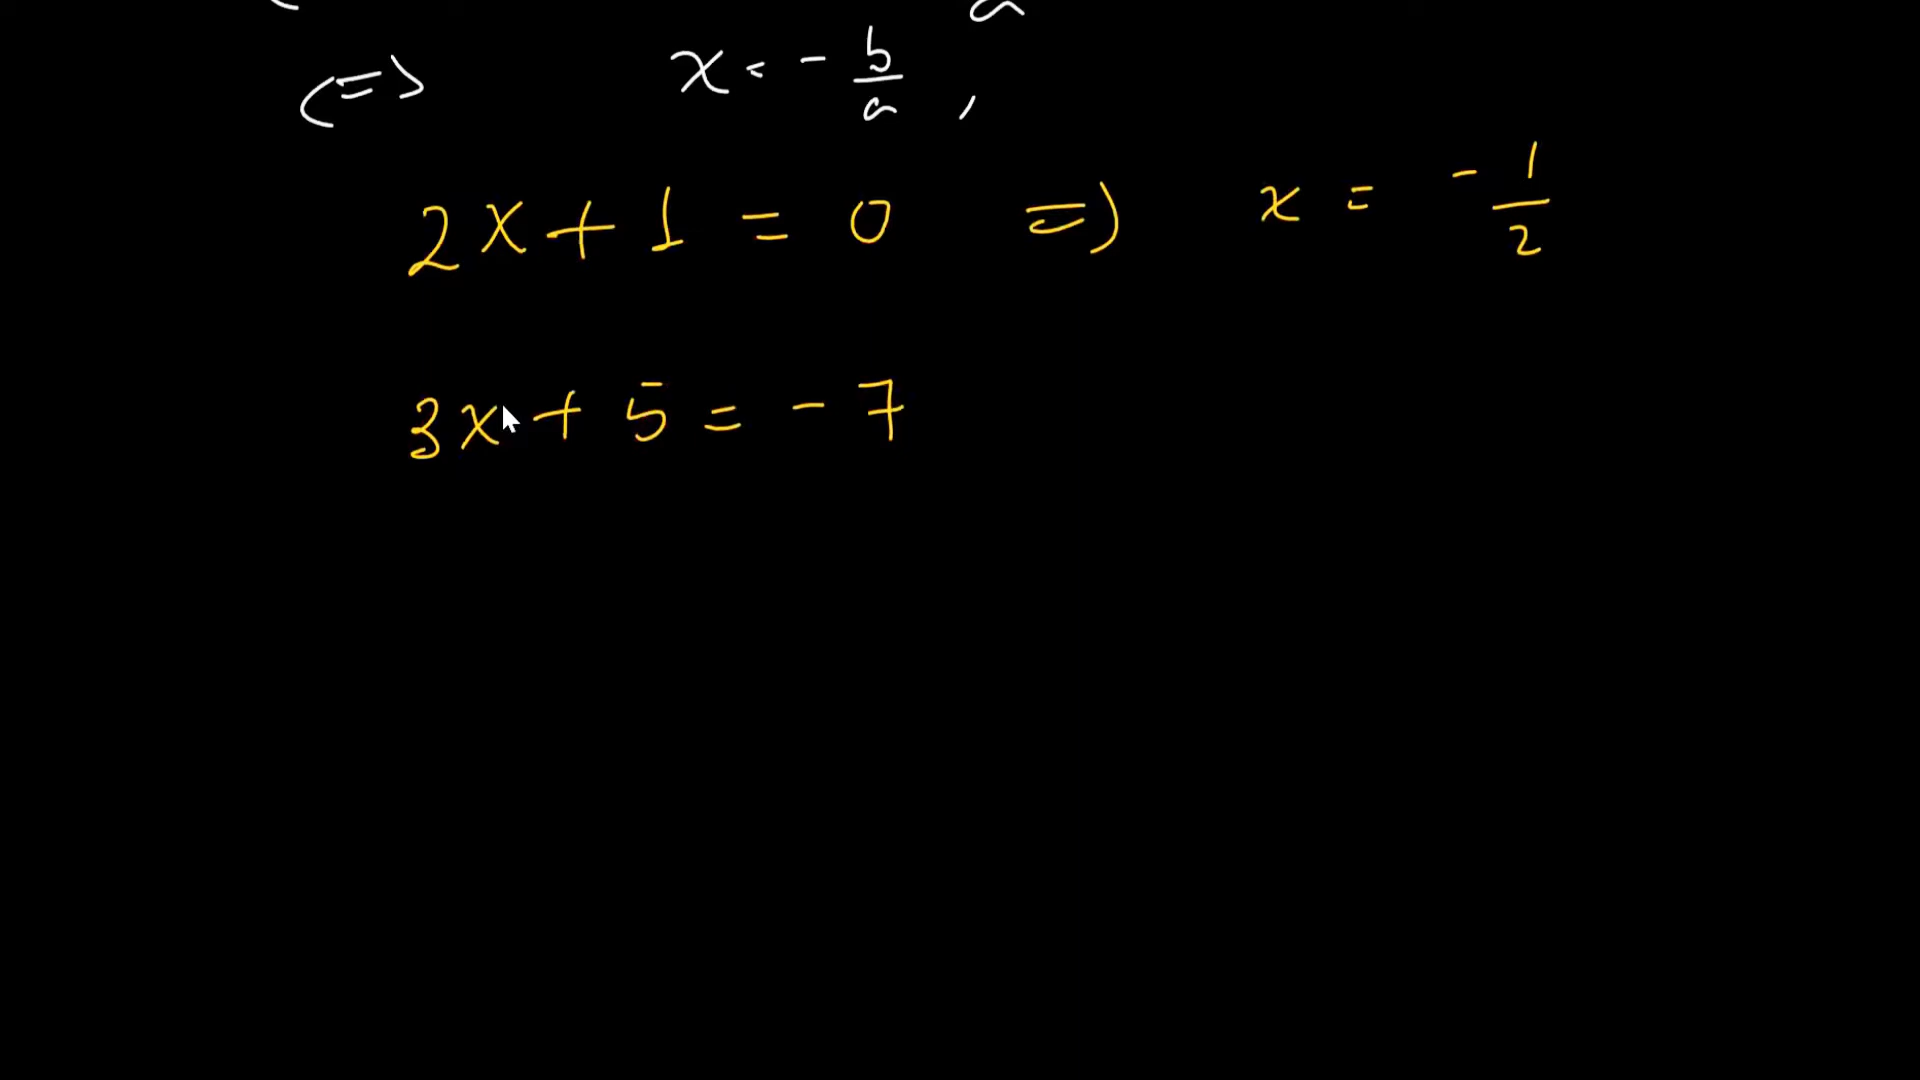 (=> x = - b/a ,
2x + 1 = 0 => x = - 1/2
3x + 5 = - 7